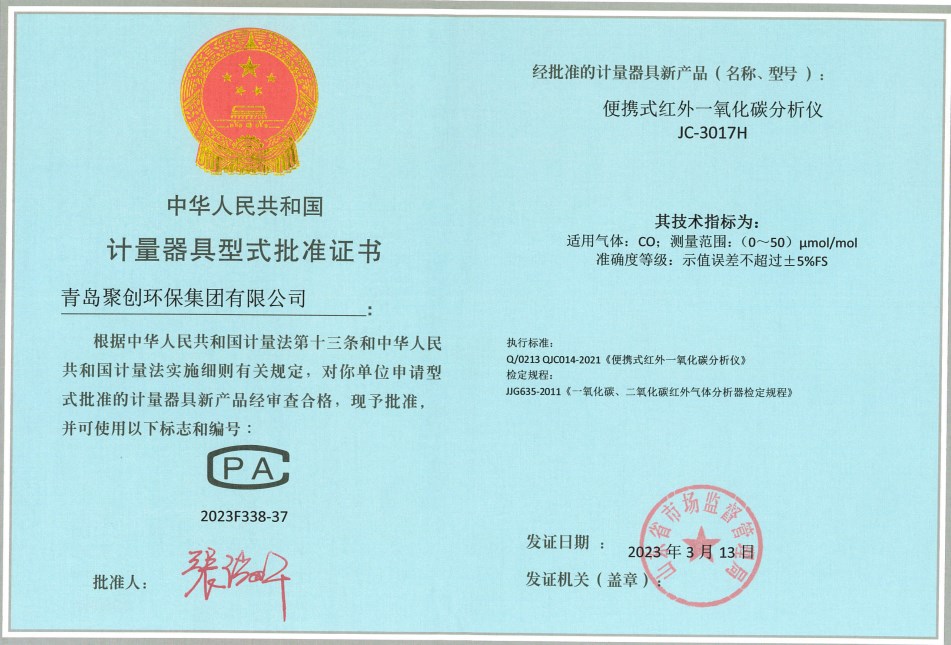 中华人民共和国
计量器具型式批准证书
青岛聚创环保集团有限公司:
根据中华人民共和国计量法第十三条和中华人民
共和国计量法实施细则有关规定，对你单位申请型
式批准的计量器具新产品经审查合格，现予批准，
并可使用以下标志和编号：
CPA
2023F338-37
批准人：
经批准的计量器具新产品（名称、型号）：
便携式红外一氧化碳分析仪
JC-3017H
其技术指标为：
适用气体：CO；测量范围：（0～50）μmol/mol
准确度等级：示值误差不超过±5%FS
执行标准：
Q/0213 QJC014-2021《便携式红外一氧化碳分析仪》
检定规程：
JJG635-2011《一氧化碳、二氧化碳红外气体分析器检定规程》
发证日期：2023 年 3 月 13 日
发证机关（盖章）：
山东省市场监督管理局